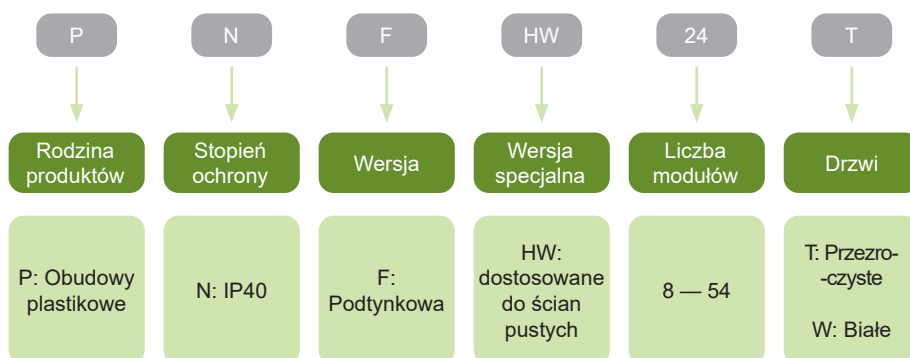 P
N
F
HW
24
T
Rodzina
produktów
Stopień
ochrony
Wersja
Wersja
specjalna
Liczba
modułów
Drzwi
P: Obudowy
plastikowe
N: IP40
F:
Podtynkowa
HW:
dostosowane
do ścian
pustych
8 — 54
T: Przezro-
-czyste
W: Białe